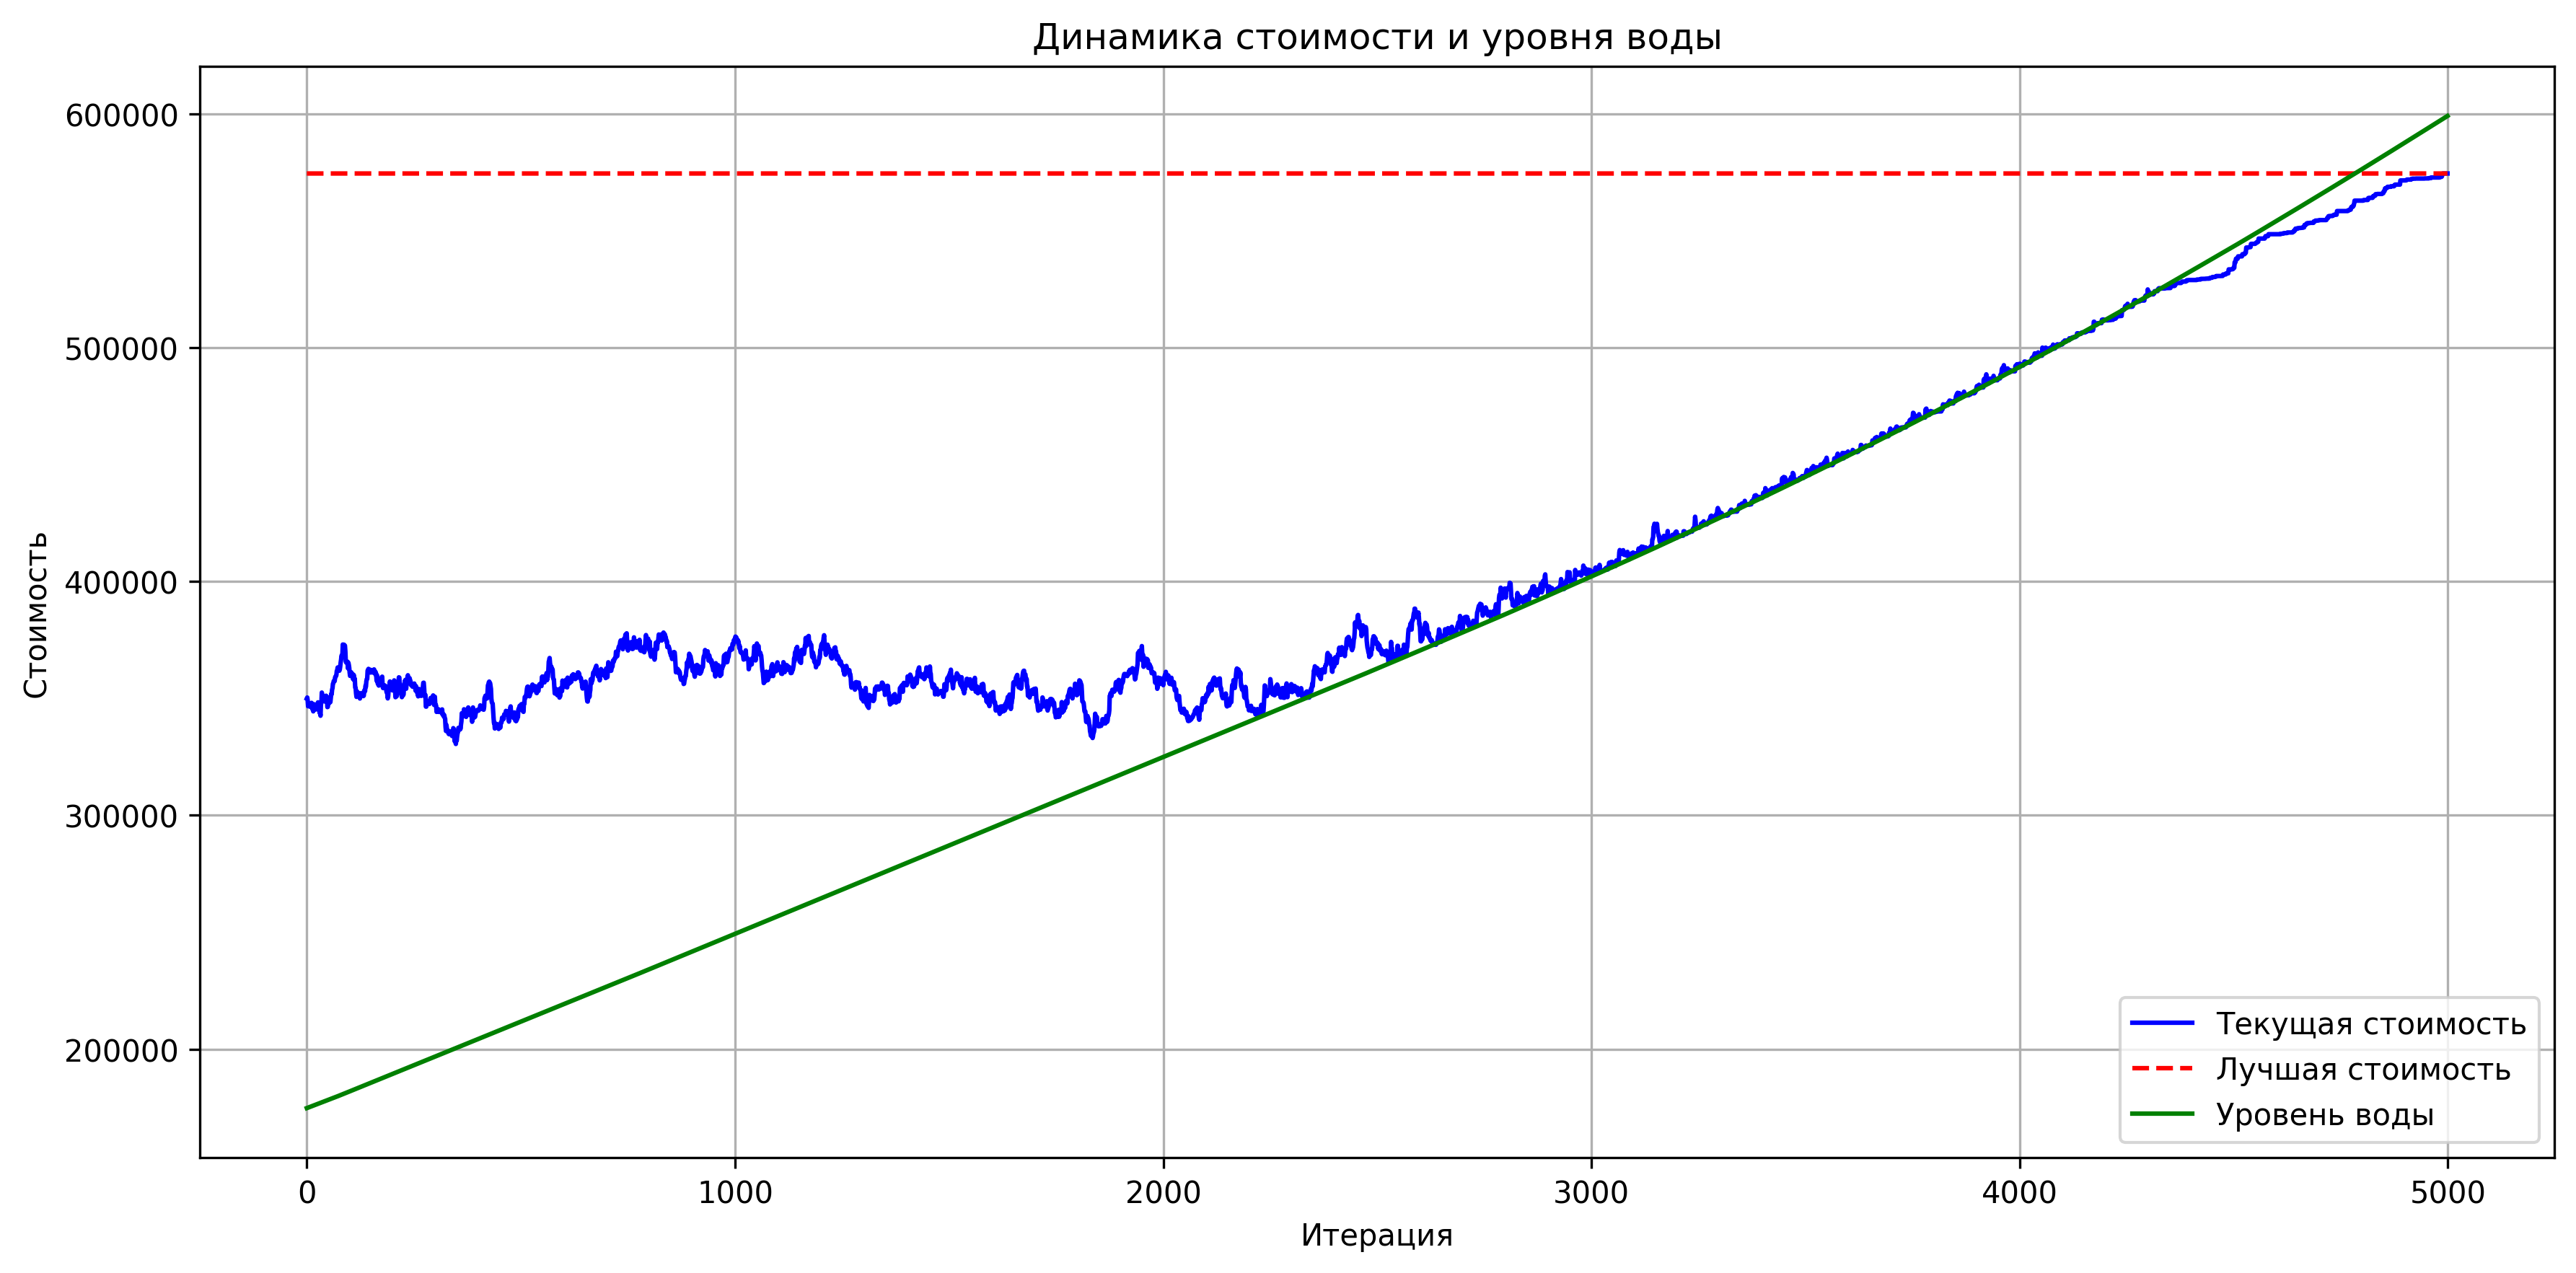 Динамика стоимости и уровня воды
600000
500000
400000
300000
200000
Стоимость
0 1000 2000 3000 4000 5000
Итерация
Текущая стоимость
Лучшая стоимость
Уровень воды